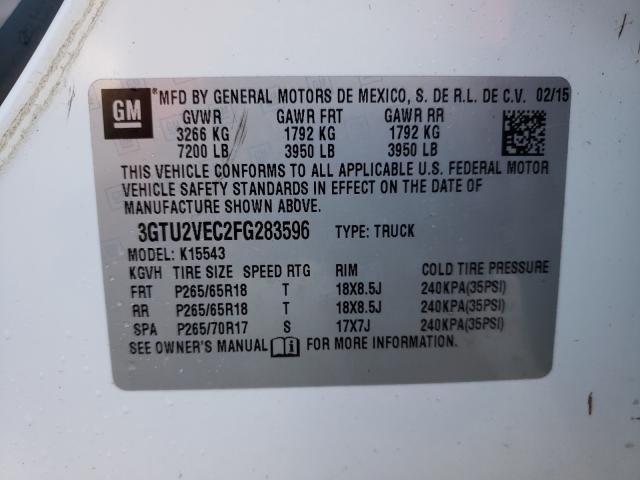 GM ® MFD BY GENERAL MOTORS DE MEXICO, S. DE R.L. DE C.V. 02/15
GVWR GAWR FRT GAWR RR
3266 KG 1792 KG 1792 KG
7200 LB 3950 LB 3950 LB
THIS VEHICLE CONFORMS TO ALL APPLICABLE U.S. FEDERAL MOTOR
VEHICLE SAFETY STANDARDS IN EFFECT ON THE DATE OF
MANUFACTURE SHOWN ABOVE.
3GTU2VEC2FG283596 TYPE: TRUCK
MODEL: K15543
KGVH TIRE SIZE SPEED RTG RIM COLD TIRE PRESSURE
FRT P265/65R18 T 18X8.5J 240KPA(35PSI)
RR P265/65R18 T 18X8.5J 240KPA(35PSI)
SPA P265/70R17 S 17X7J 240KPA(35PSI)
SEE OWNER'S MANUAL i FOR MORE INFORMATION.